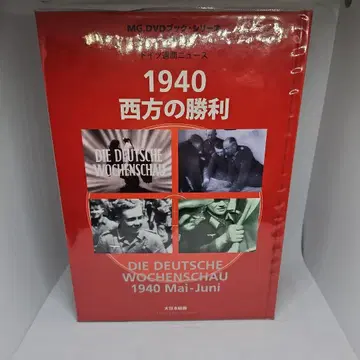 MG DVDブック・シリーズ
ドイツ週間ニュース
1940
西方の勝利
DIE DEUTSCHE
WOCHENSCHAU
DIE DEUTSCHE
WOCHENSCHAU
1940 Mai-Juni